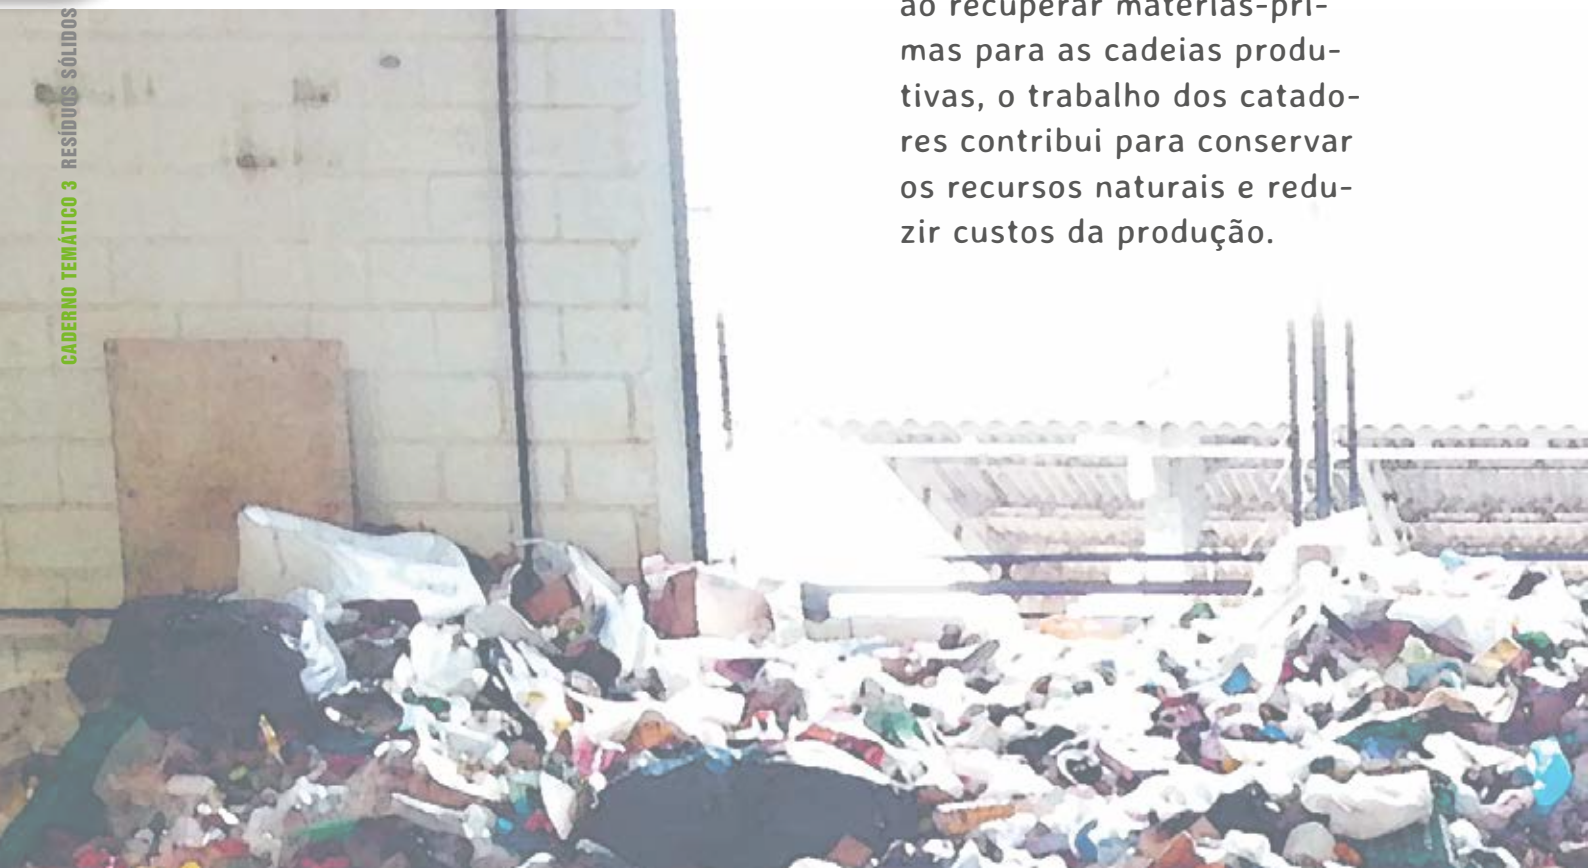 ao recuperar matérias-pri-
mas para as cadeias produ-
tivas, o trabalho dos catado-
res contribui para conservar
os recursos naturais e redu-
zir custos da produção.
CADERNO TEMÁTICO 3 RESÍDUOS SÓLIDOS